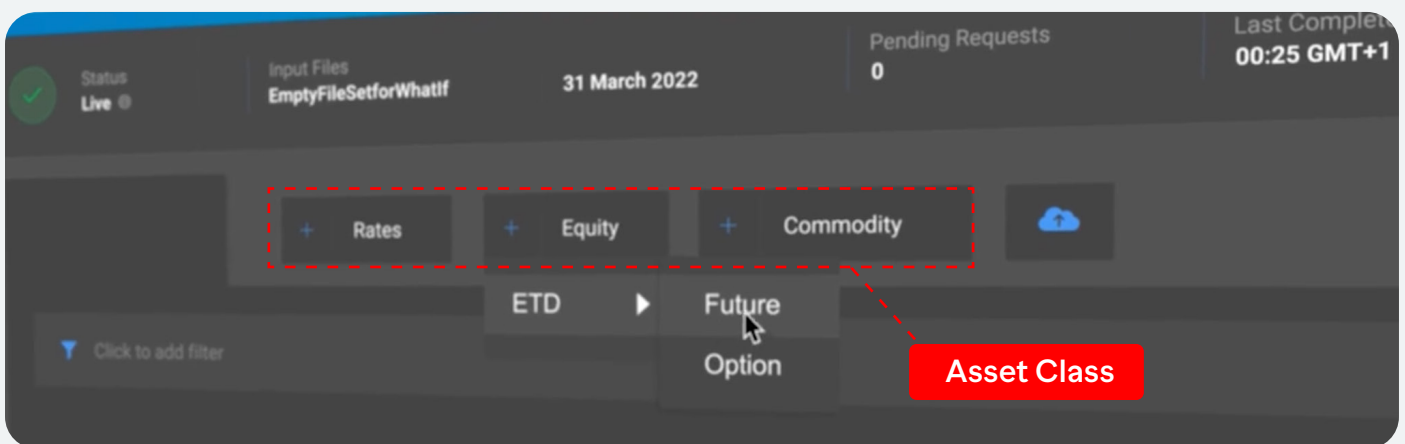 Status
Live
Input Files
EmptyFileSetforWhatIf
31 March 2022
Pending Requests
0
Last Complete
00:25 GMT+1
+ Rates
+ Equity
+ Commodity
ETD
Future
Option
Click to add filter
Asset Class